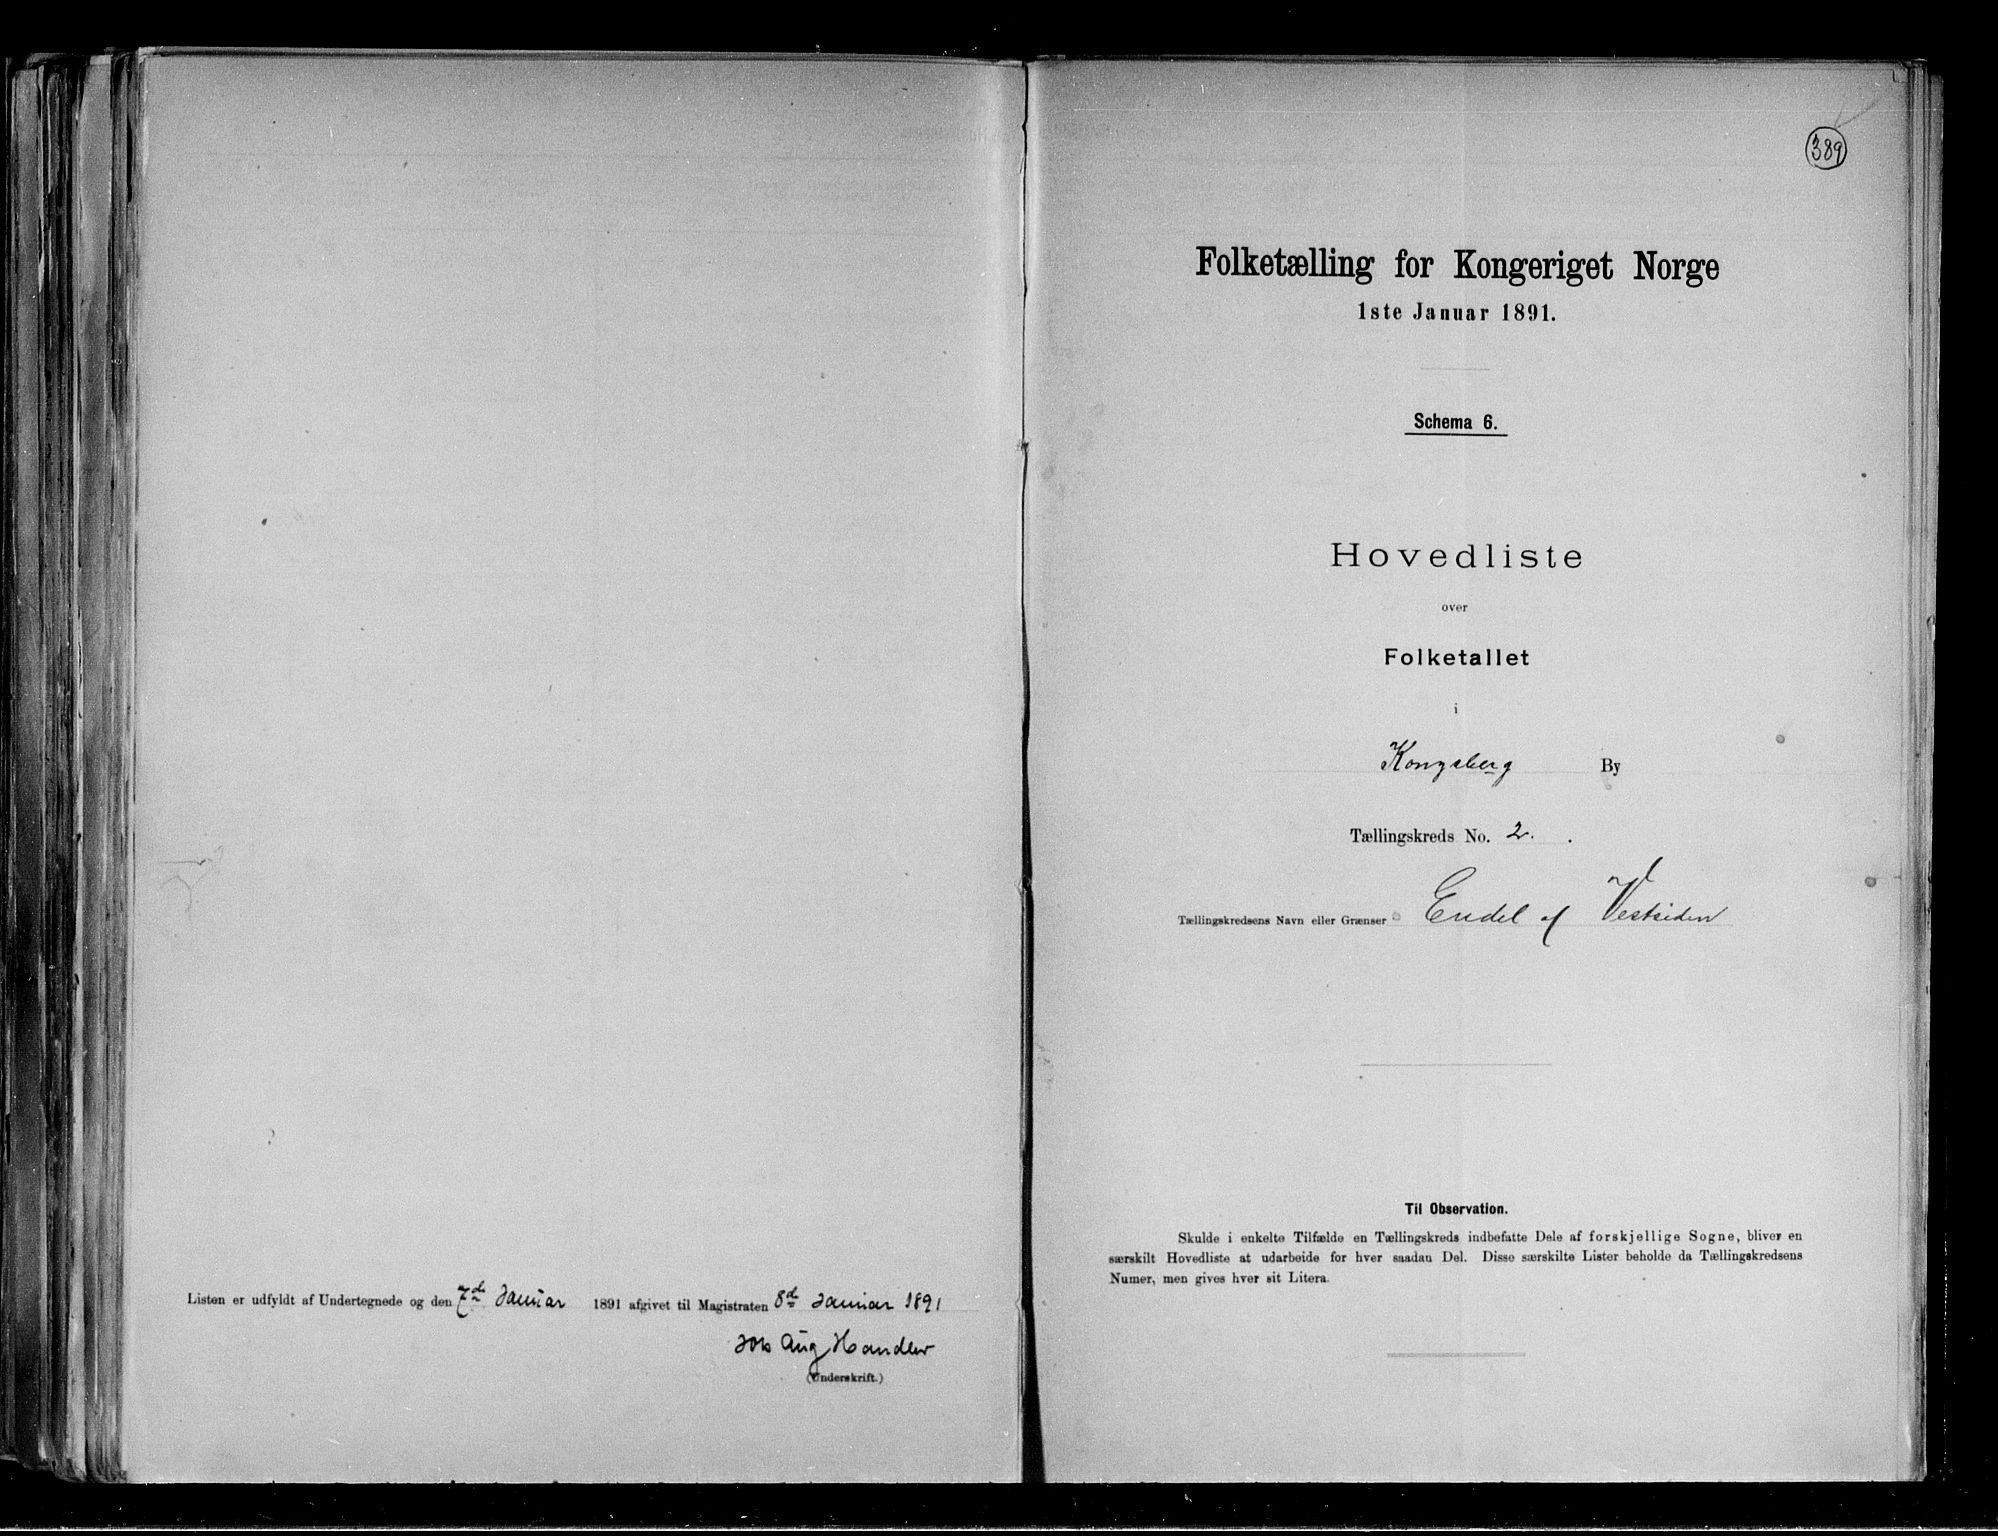 Listen er udfyldt af Undertegnede og den 7de Januar 1891 afgivet til Magistraten 8de Januar 1891
Joh Aug Handler
(Underskrift.)
389
Folketælling for Kongeriget Norge
1ste Januar 1891.
Schema 6.
Hovedliste
over
Folketallet
i
Kongsberg By
Tællingskreds No. 2.
Tællingskredsens Navn eller Grænser Endel af Vestsiden
Til Observation.
Skulde i enkelte Tilfælde en Tællingskreds indbefatte Dele af forskjellige Sogne, bliver en
særskilt Hovedliste at udarbeide for hver saadan Del. Disse særskilte Lister beholde da Tællingskredsens
Numer, men gives hver sit Litera.